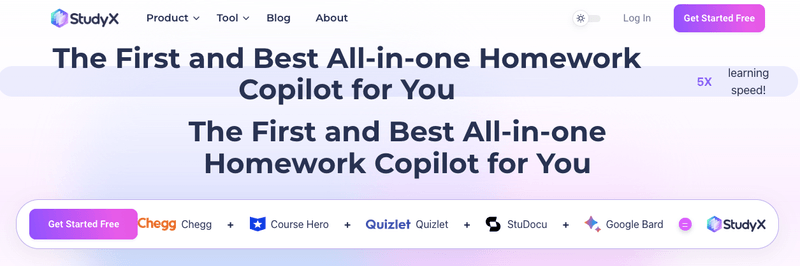 StudyX Product Tool Blog About Log In Get Started Free
The First and Best All-in-one Homework
Copilot for You
5X learning
speed!
The First and Best All-in-one
Homework Copilot for You
Get Started Free Chegg Chegg + Course Hero + Quizlet Quizlet + StuDocu + Google Bard = StudyX